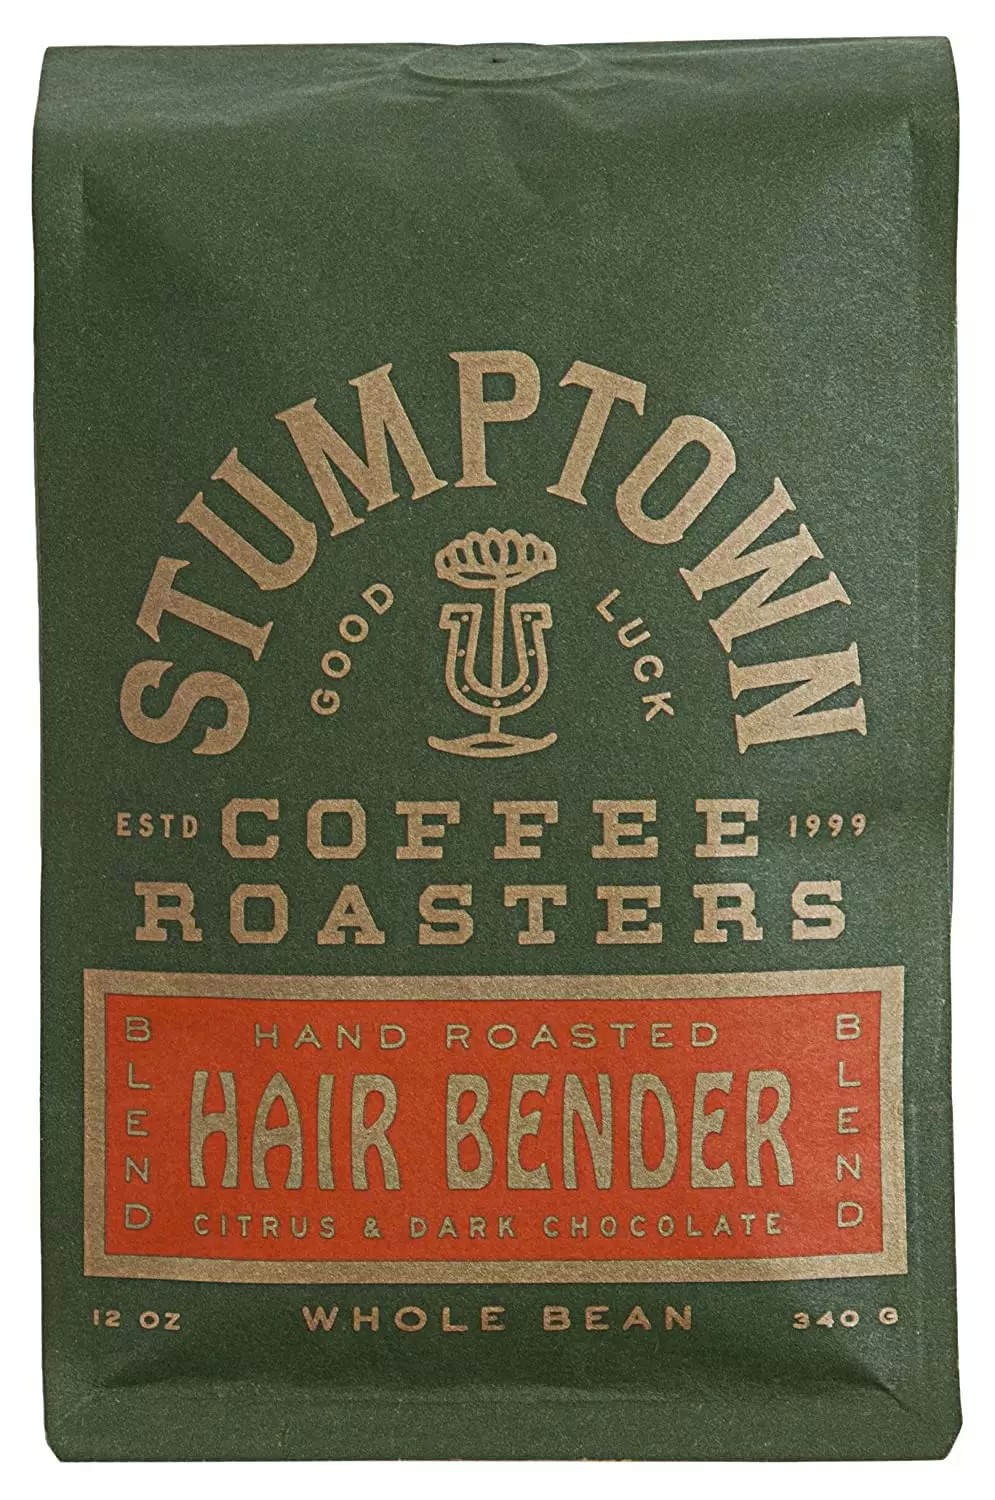 STUMPTOWN
GOOD LUCK
ESTD COFFEE 1999
ROASTERS
BLEND
HAND ROASTED
HAIR BENDER
CITRUS & DARK CHOCOLATE
BLEND
12 OZ WHOLE BEAN 340 G